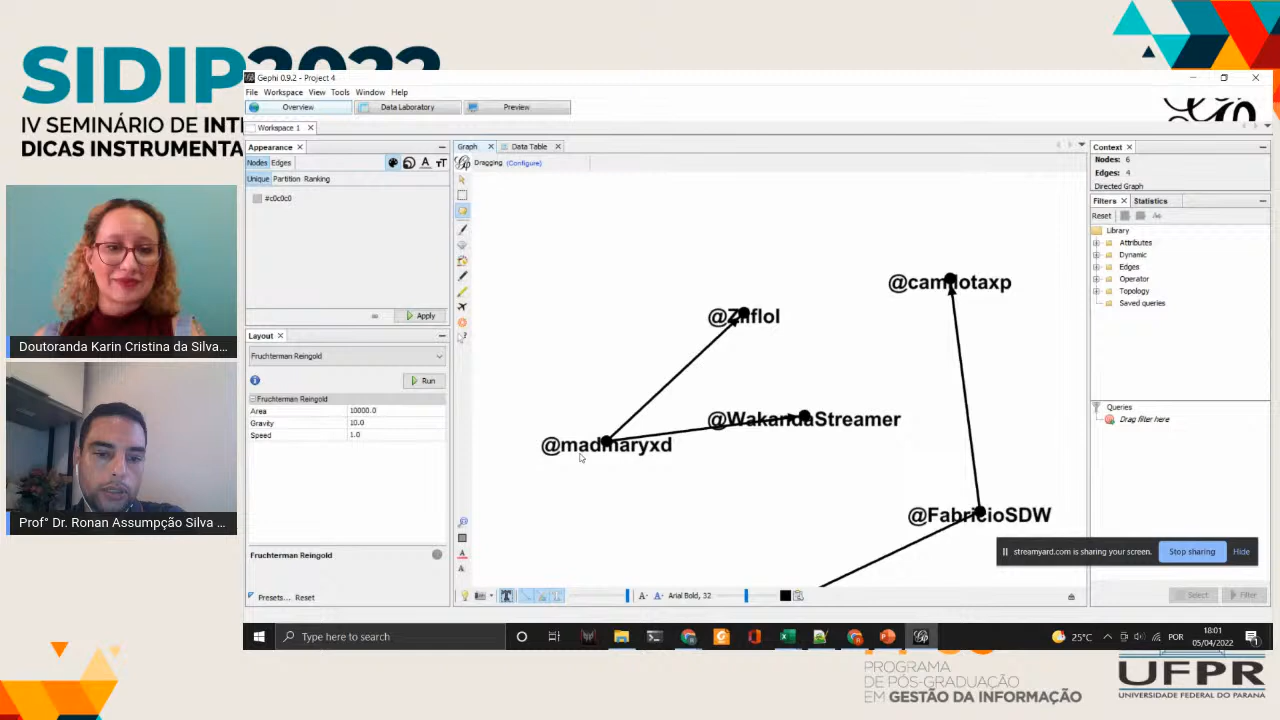 SIDIP2022
IV SEMINÁRIO DE INT
DICAS INSTRUMENTA
Gephi 0.9.2 - Project 4
File Workspace View Tools Window Help
Overview Data Laboratory Preview
Workspace 1
Appearance
Nodes Edges
Unique Partition Ranking
#c0c0c0
Apply
Layout
Fruchterman Reingold
Run
Fruchterman Reingold
Area 10000.0
Gravity 10.0
Speed 1.0
Fruchterman Reingold
Presets... Reset
Graph Data Table
Dragging (Configure)
@camilotaxp
@WakandaStreamer
@madmaryxd
@FabricioSDW
Arial Bold, 32
Context
Nodes: 6
Edges: 4
Directed Graph
Filters Statistics
Reset
Library
Attributes
Dynamic
Edges
Operator
Topology
Saved queries
Queries
Drag filter here
Select Filter
streamyard.com is sharing your screen. Stop sharing Hide
Type here to search
25°C POR 18:01
05/04/2022
Doutoranda Karin Cristina da Silva...
Profº Dr. Ronan Assumpção Silva ...
PROGRAMA
DE PÓS-GRADUAÇÃO
EM GESTÃO DA INFORMAÇÃO
UFPR
UNIVERSIDADE FEDERAL DO PARANÁ